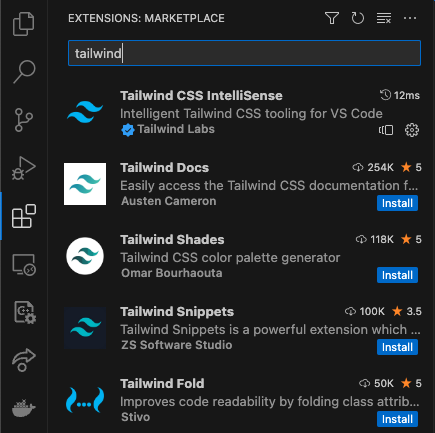 EXTENSIONS: MARKETPLACE
tailwind
Tailwind CSS IntelliSense 12ms
Intelligent Tailwind CSS tooling for VS Code
Tailwind Labs
Tailwind Docs 254K 5
Easily access the Tailwind CSS documentation f...
Austen Cameron Install
Tailwind Shades 118K 5
Tailwind CSS color palette generator
Omar Bourhaouta Install
Tailwind Snippets 100K 3.5
Tailwind Snippets is a powerful extension which ...
ZS Software Studio Install
Tailwind Fold 50K 5
Improves code readability by folding class attrib...
Stivo Install